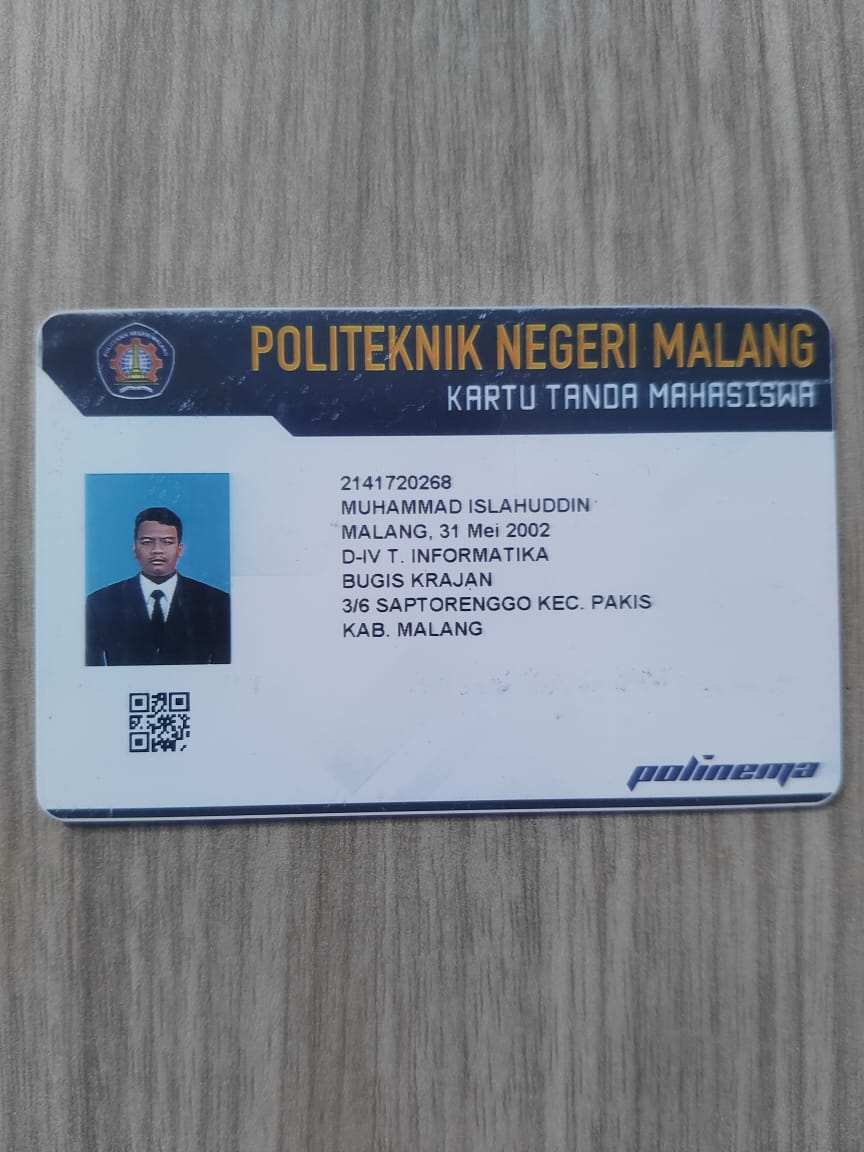 POLITEKNIK NEGERI MALANG
KARTU TANDA MAHASISWA
2141720268
MUHAMMAD ISLAHUDDIN
MALANG, 31 Mei 2002
D-IV T. INFORMATIKA
BUGIS KRAJAN
3/6 SAPTORENGGO KEC. PAKIS
KAB. MALANG
polinema